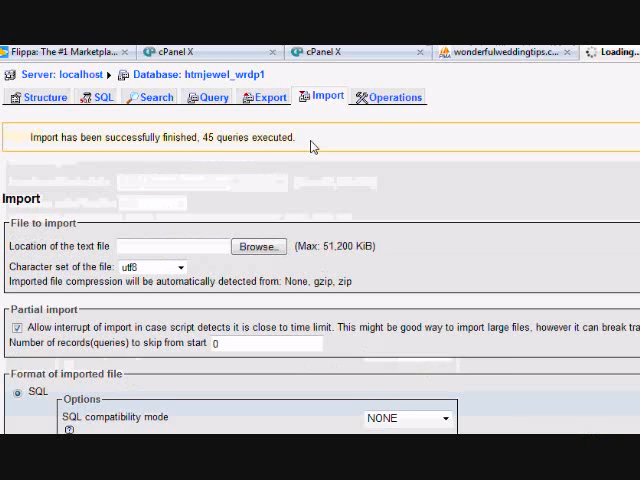 Flippa: The #1 Marketpla... × cPanel X × cPanel X × wonderfulweddingtips.c... × Loading...
Server: localhost ▸ Database: htmjewel_wrdp1
Structure SQL Search Query Export Import Operations
Import has been successfully finished, 45 queries executed.
Import
File to import
Location of the text file Browse... (Max: 51,200 KiB)
Character set of the file: utf8
Imported file compression will be automatically detected from: None, gzip, zip
Partial import
Allow interrupt of import in case script detects it is close to time limit. This might be good way to import large files, however it can break tra
Number of records(queries) to skip from start 0
Format of imported file
SQL
Options
SQL compatibility mode NONE